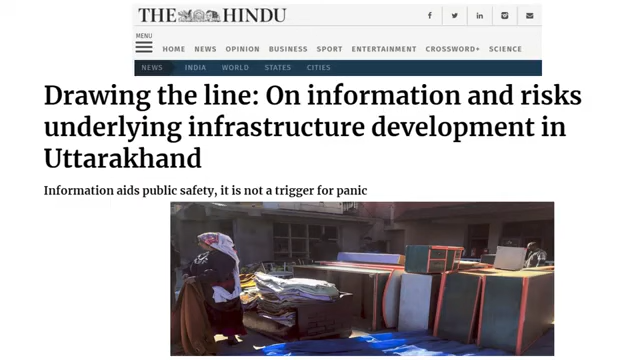 THE HINDU
MENU
HOME NEWS OPINION BUSINESS SPORT ENTERTAINMENT CROSSWORD+ SCIENCE
NEWS INDIA WORLD STATES CITIES
Drawing the line: On information and risks
underlying infrastructure development in
Uttarakhand
Information aids public safety, it is not a trigger for panic